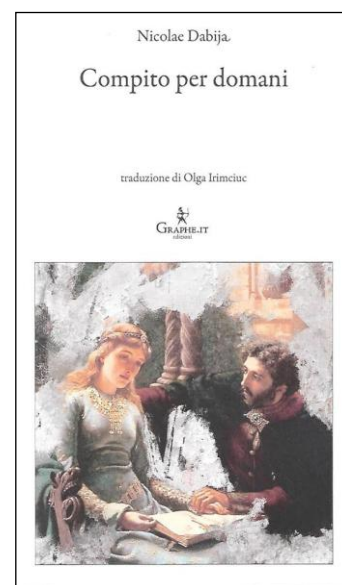 Nicolae Dabija
Compito per domani
traduzione di Olga Irimciuc
GRAPHE.IT
edizioni